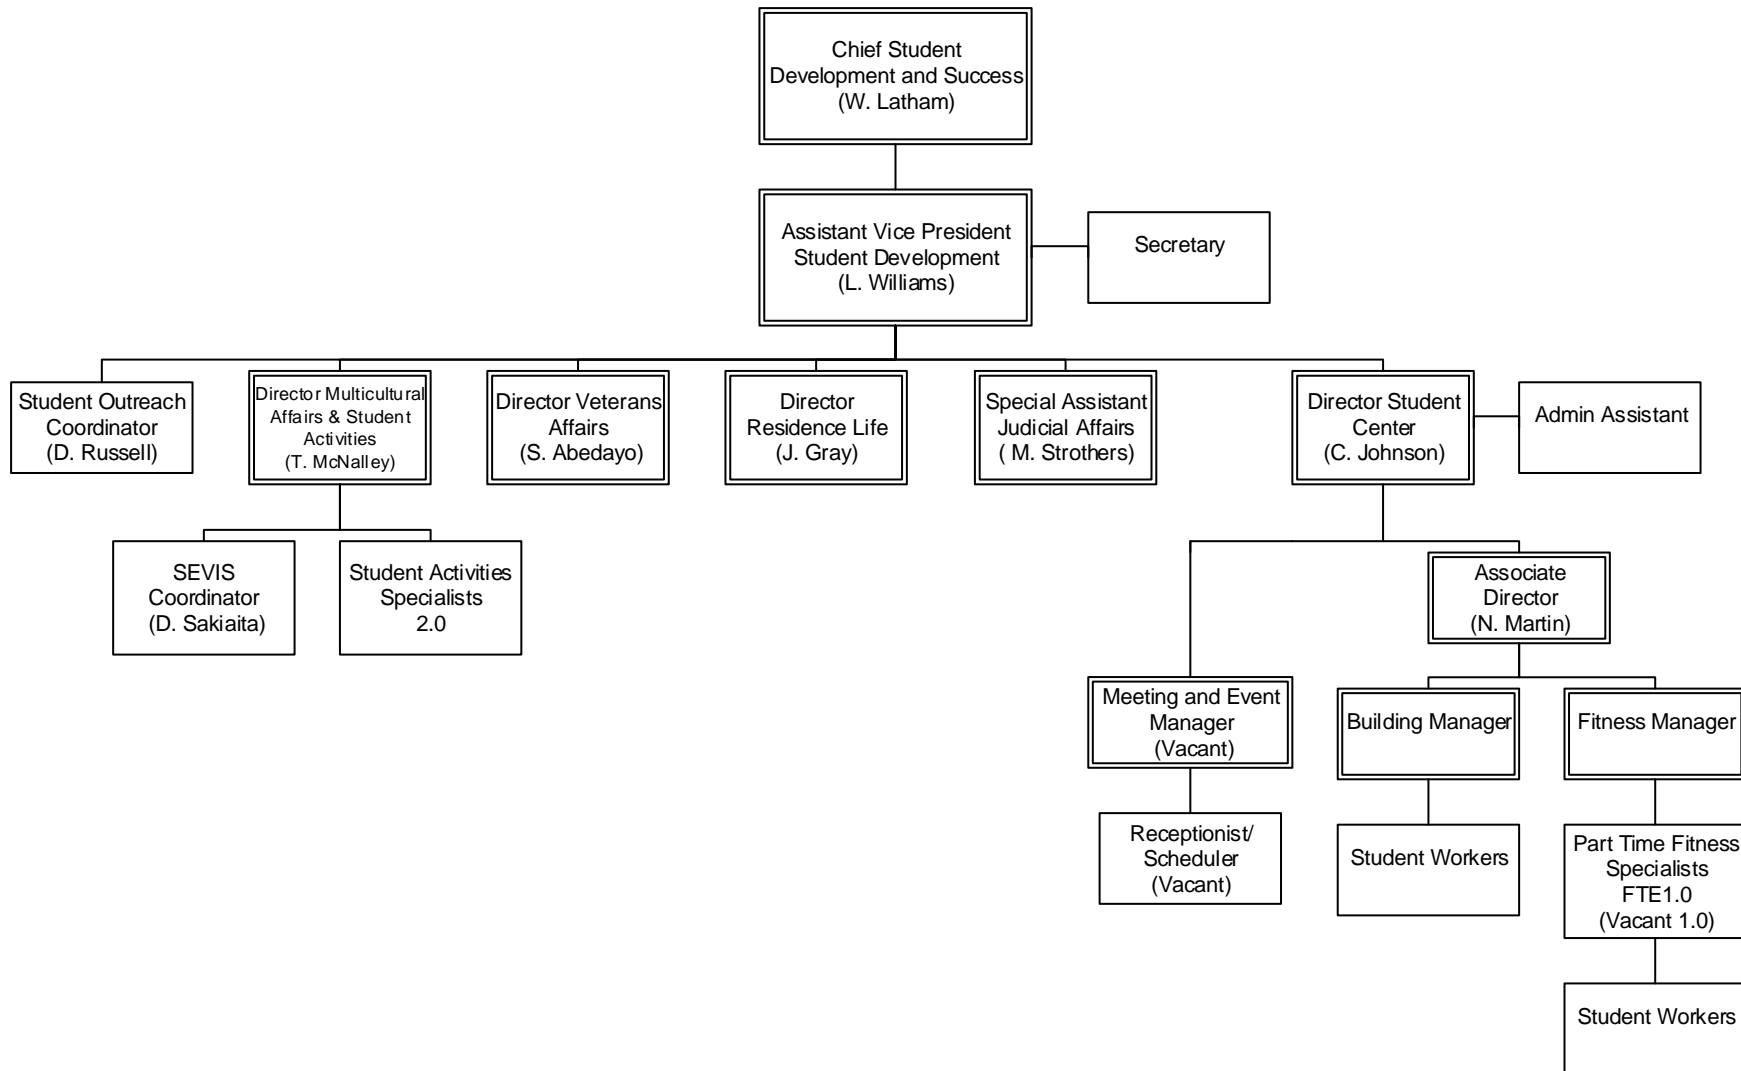 Chief Student
Development and Success
(W. Latham)
Assistant Vice President
Student Development
(L. Williams)
Secretary
Student Outreach
Coordinator
(D. Russell)
Director Multicultural
Affairs & Student
Activities
(T. McNalley)
Director Veterans
Affairs
(S. Abedayo)
Director
Residence Life
(J. Gray)
Special Assistant
Judicial Affairs
( M. Strothers)
Director Student
Center
(C. Johnson)
Admin Assistant
SEVIS
Coordinator
(D. Sakiaita)
Student Activities
Specialists
2.0
Associate
Director
(N. Martin)
Meeting and Event
Manager
(Vacant)
Building Manager
Fitness Manager
Receptionist/
Scheduler
(Vacant)
Student Workers
Part Time Fitness
Specialists
FTE1.0
(Vacant 1.0)
Student Workers